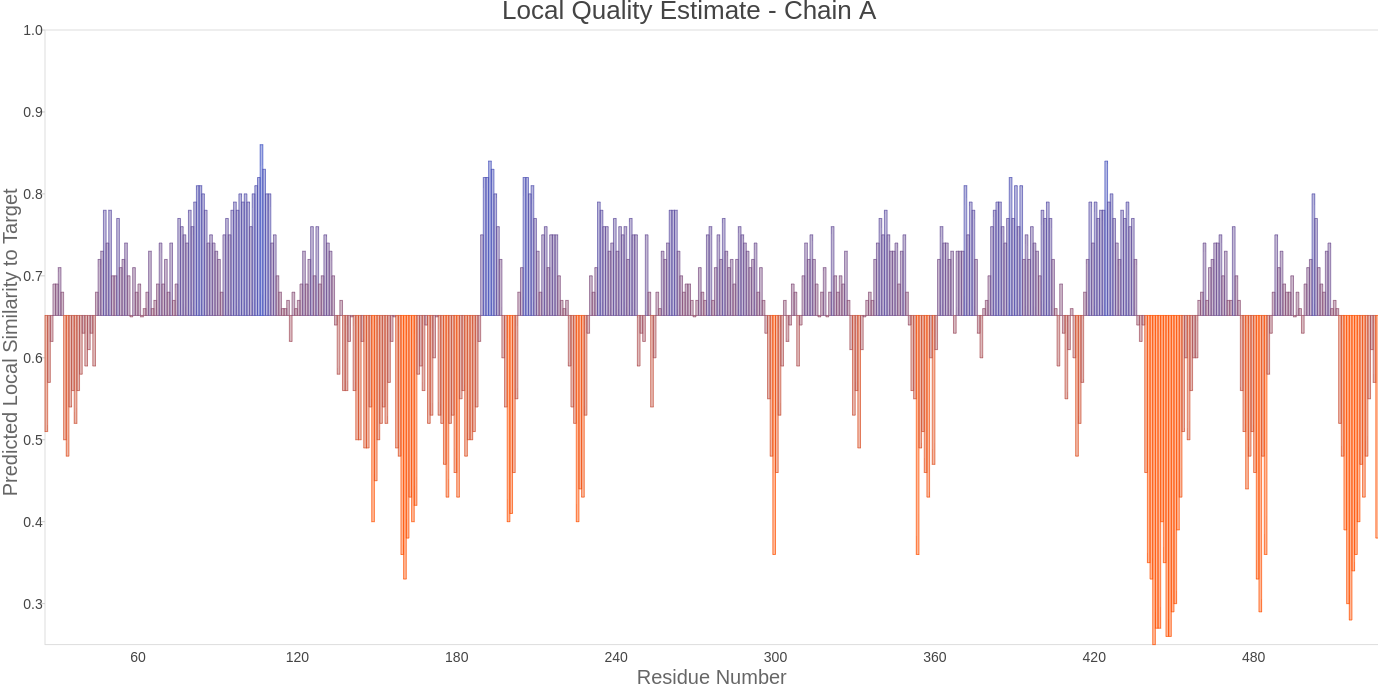 Local Quality Estimate - Chain A
Predicted Local Similarity to Target
1.0
0.9
0.8
0.7
0.6
0.5
0.4
0.3
60 120 180 240 300 360 420 480
Residue Number